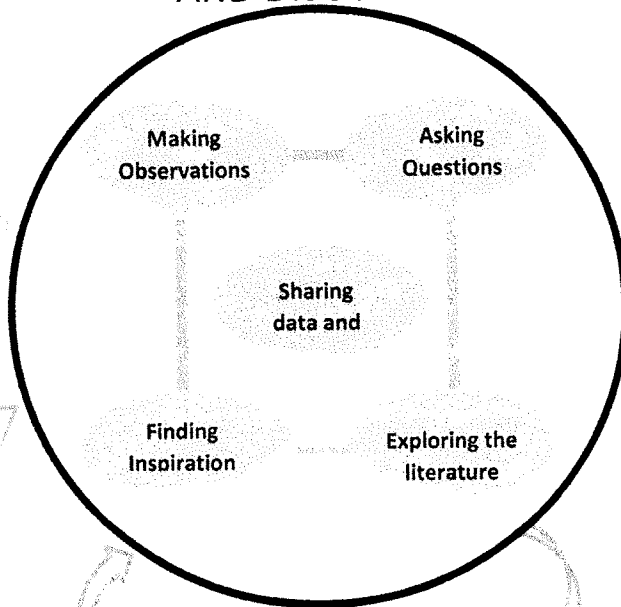 Making
Observations
Asking
Questions
Sharing
data and
Finding
Inspiration
Exploring the
literature